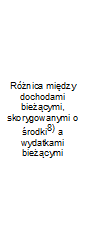 Różnica między
dochodami
bieżącymi,
skorygowanymi o
środki8) a
wydatkami
bieżącymi